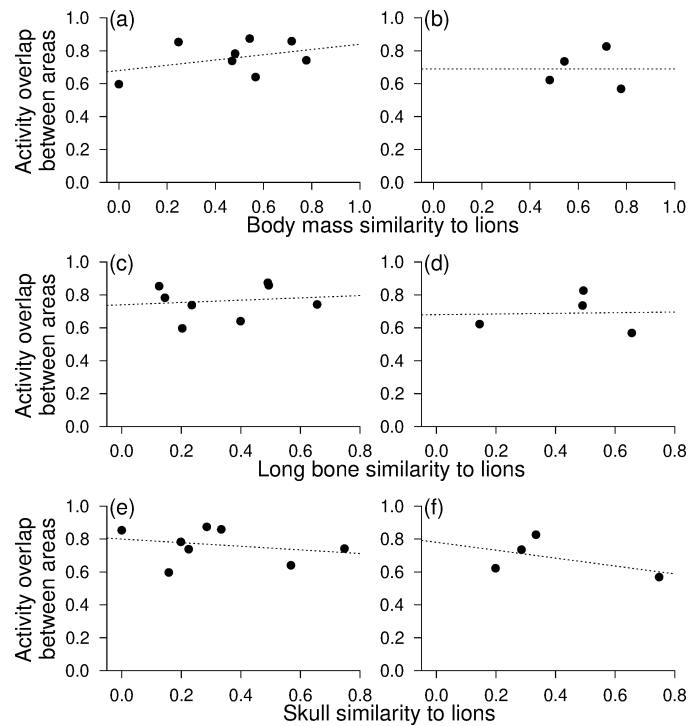 (a) (b)
Activity overlap
between areas
1.0 1.0
0.8 0.8
0.6 0.6
0.4 0.4
0.2 0.2
0.0 0.0
0.0 0.2 0.4 0.6 0.8 1.0 0.0 0.2 0.4 0.6 0.8 1.0
Body mass similarity to lions
(c) (d)
Activity overlap
between areas
1.0 1.0
0.8 0.8
0.6 0.6
0.4 0.4
0.2 0.2
0.0 0.0
0.0 0.2 0.4 0.6 0.8 0.0 0.2 0.4 0.6 0.8
Long bone similarity to lions
(e) (f)
Activity overlap
between areas
1.0 1.0
0.8 0.8
0.6 0.6
0.4 0.4
0.2 0.2
0.0 0.0
0.0 0.2 0.4 0.6 0.8 0.0 0.2 0.4 0.6 0.8
Skull similarity to lions